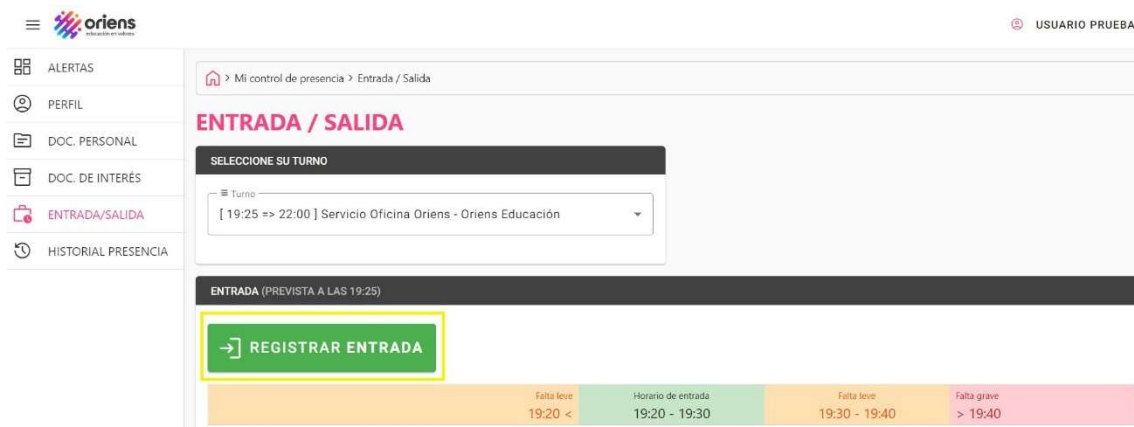 oriens
educación en valores
USUARIO PRUEBA
ALERTAS
PERFIL
DOC. PERSONAL
DOC. DE INTERÉS
ENTRADA/SALIDA
HISTORIAL PRESENCIA
> Mi control de presencia > Entrada / Salida
ENTRADA / SALIDA
SELECCIONE SU TURNO
Turno
[ 19:25 => 22:00 ] Servicio Oficina Oriens - Oriens Educación
ENTRADA (PREVISTA A LAS 19:25)
REGISTRAR ENTRADA
Falta leve Horario de entrada Falta leve Falta grave
19:20 < 19:20 - 19:30 19:30 - 19:40 > 19:40